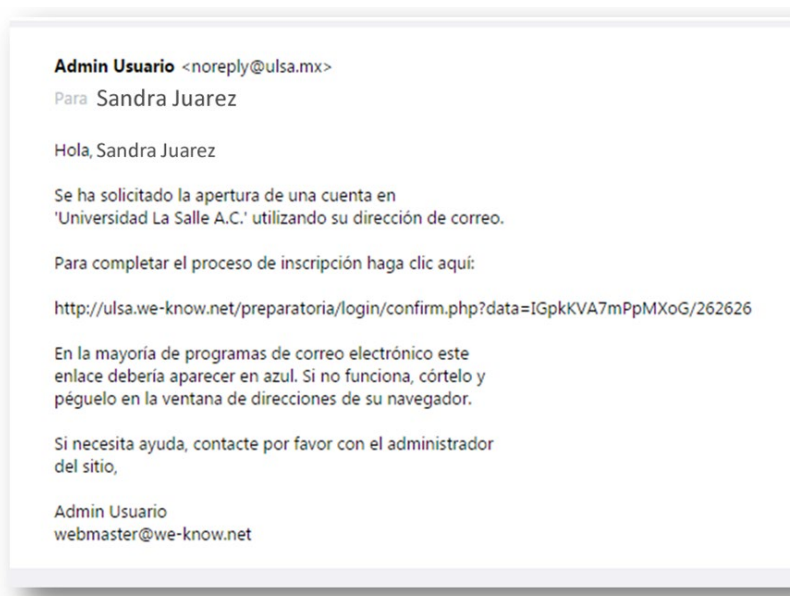 Admin Usuario <noreply@ulsa.mx>
Para Sandra Juarez
Hola, Sandra Juarez
Se ha solicitado la apertura de una cuenta en
'Universidad La Salle A.C.' utilizando su dirección de correo.
Para completar el proceso de inscripción haga clic aquí:
http://ulsa.we-know.net/preparatoria/login/confirm.php?data=IGpkKVA7mPpMXoG/262626
En la mayoría de programas de correo electrónico este
enlace debería aparecer en azul. Si no funciona, córtelo y
péguelo en la ventana de direcciones de su navegador.
Si necesita ayuda, contacte por favor con el administrador
del sitio,
Admin Usuario
webmaster@we-know.net